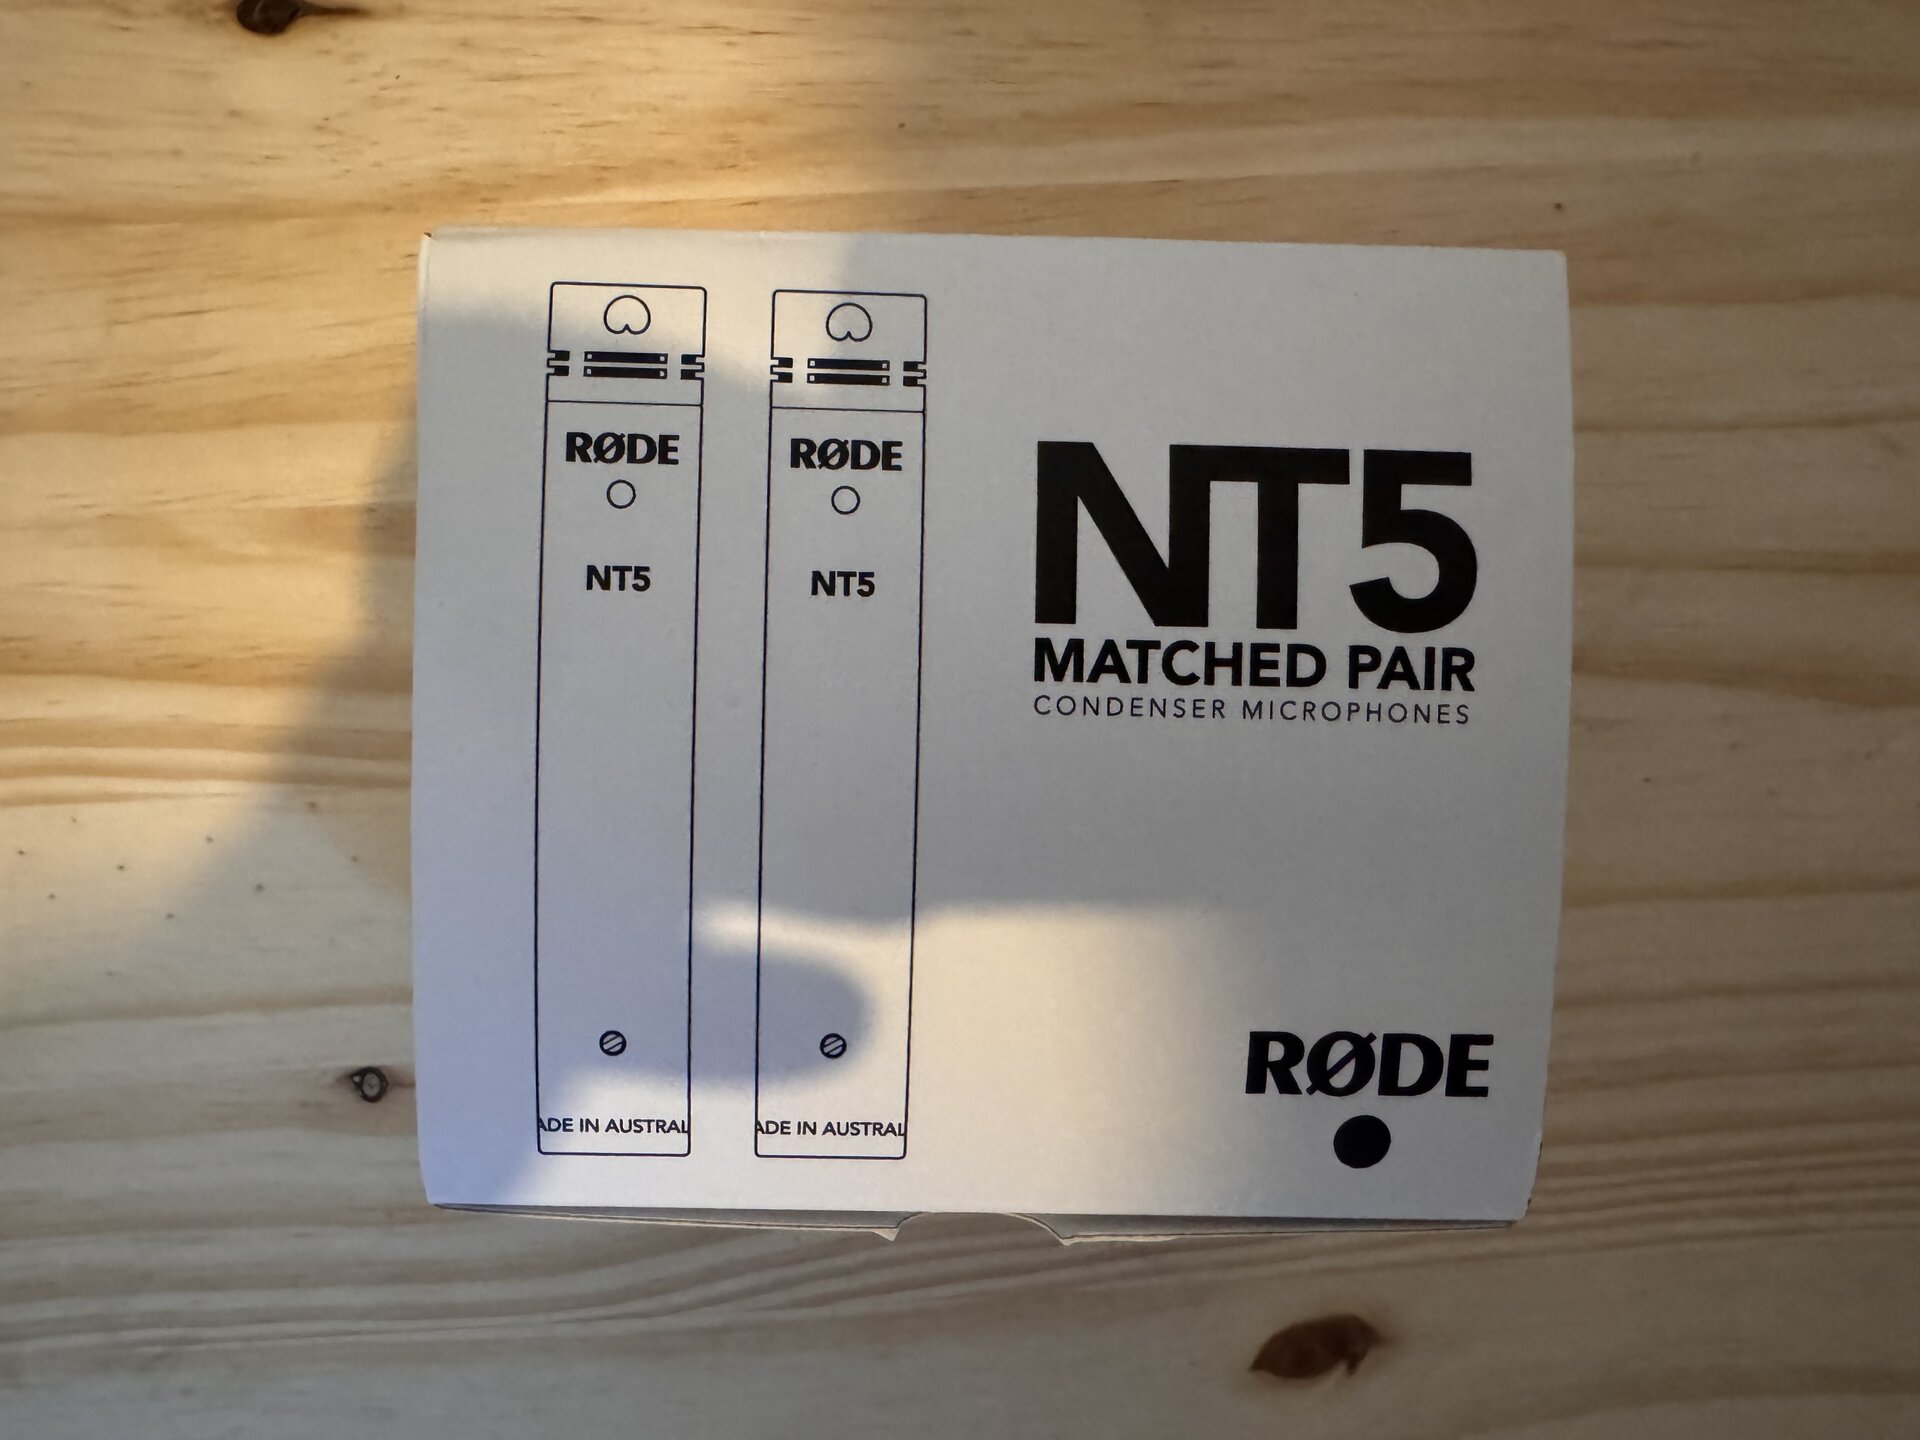 RØDE
NT5
ADE IN AUSTRAL
RØDE
NT5
ADE IN AUSTRAL
NT5
MATCHED PAIR
CONDENSER MICROPHONES
RØDE